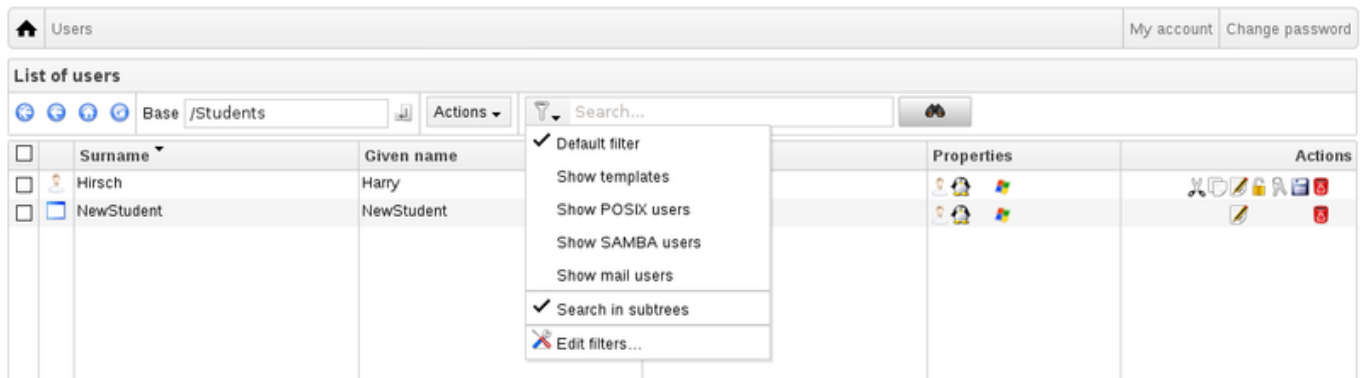 Users My account Change password
List of users
Base /Students Actions Search...
Surname Given name Properties Actions
Default filter
Show templates
Hirsch Harry
Show POSIX users
NewStudent NewStudent
Show SAMBA users
Show mail users
Search in subtrees
Edit filters...